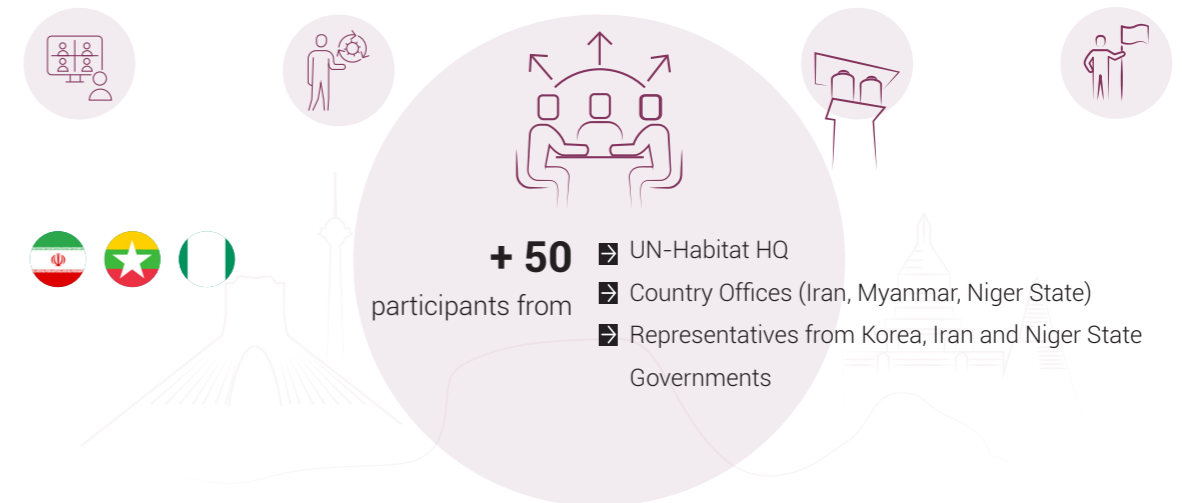 + 50
participants from
UN-Habitat HQ
Country Offices (Iran, Myanmar, Niger State)
Representatives from Korea, Iran and Niger State
Governments